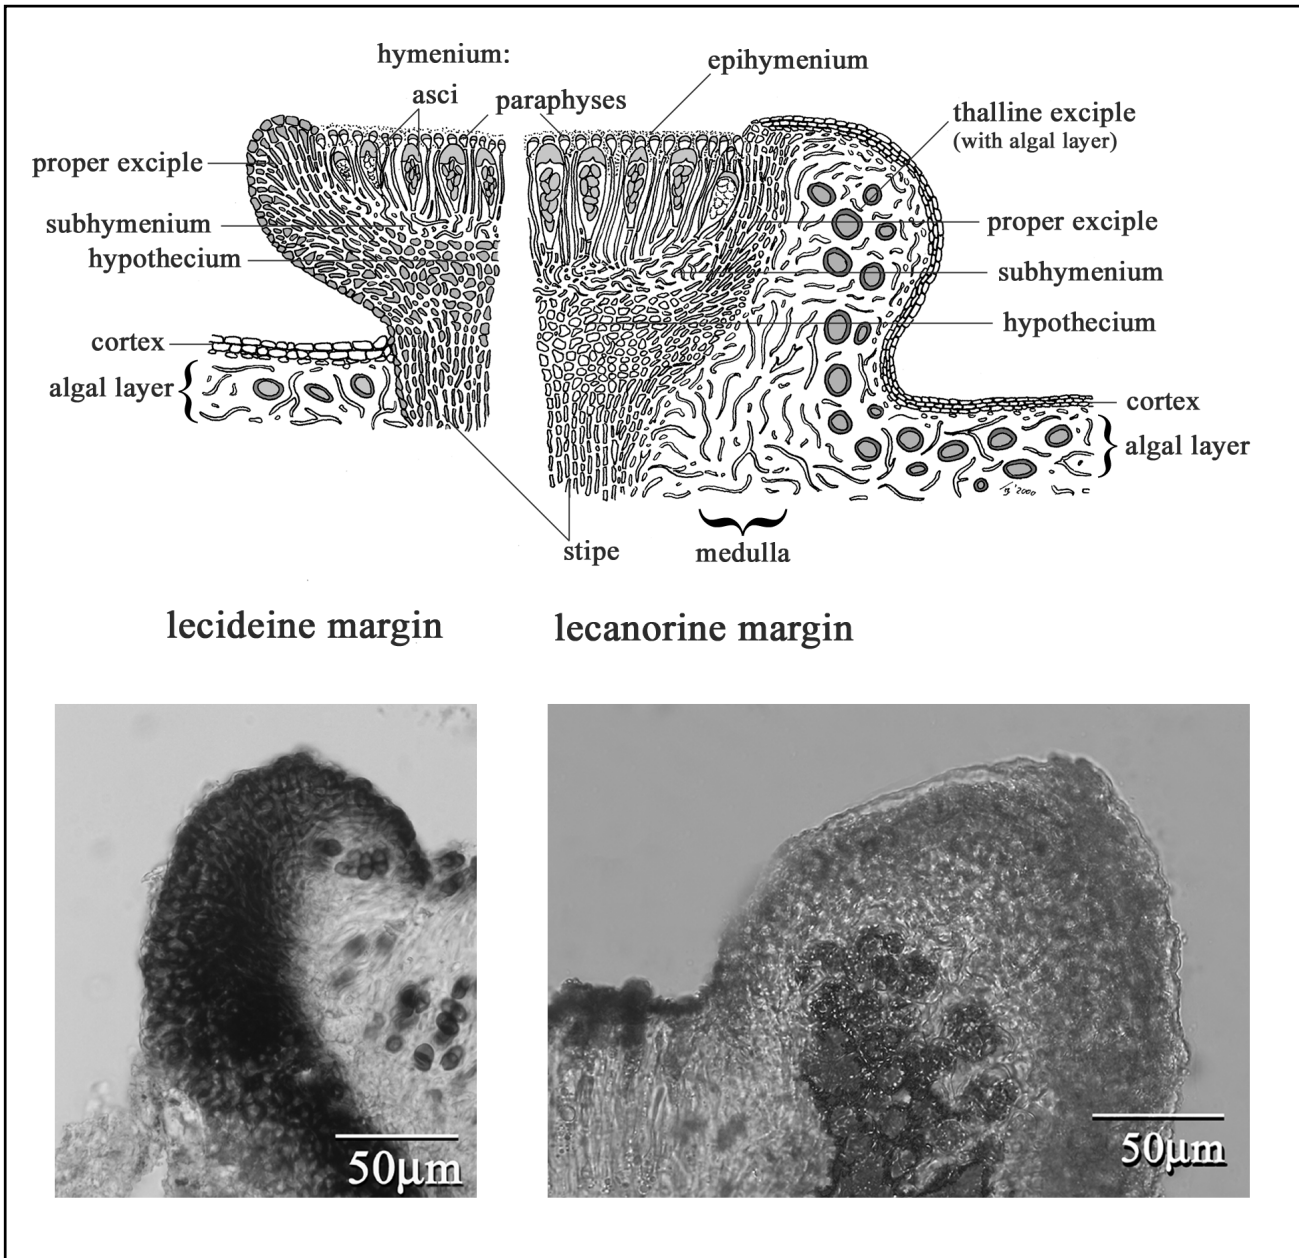 hymenium:
asci
paraphyses
epihymenium
thalline exciple
(with algal layer)
proper exciple
subhymenium
hypothecium
cortex
algal layer
proper exciple
subhymenium
hypothecium
cortex
algal layer
stipe
medulla
lecideine margin
lecanorine margin
50µm
50µm